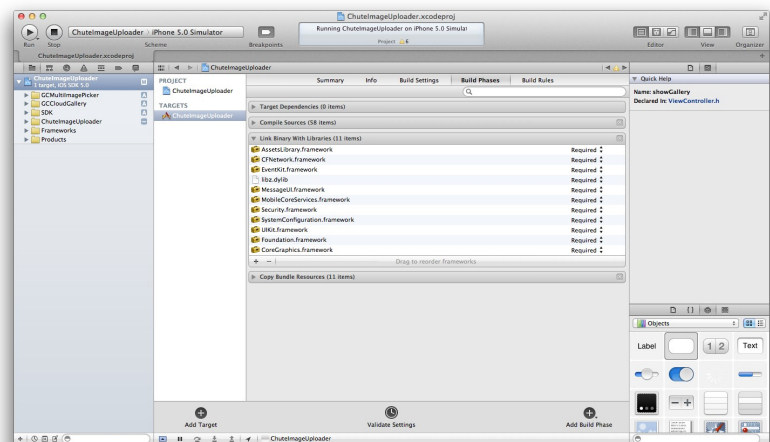 ChuteImageUploader.xcodeproj
ChuteImageUploader iPhone 5.0 Simulator
Running ChuteImageUploader on iPhone 5.0 Simulat
Project 6
Run Stop Scheme Breakpoints Editor View Organizer
ChuteImageUploader.xcodeproj
ChuteImageUploader
ChuteImageUploader
1 target, iOS SDK 5.0
M
GCMultiImagePicker A
GCCloudGallery A
SDK A
ChuteImageUploader
Frameworks
Products
PROJECT
ChuteImageUploader
TARGETS
ChuteImageUploader
Summary Info Build Settings Build Phases Build Rules
Target Dependencies (0 items)
Compile Sources (58 items)
Link Binary With Libraries (11 items)
AssetsLibrary.framework Required
CFNetwork.framework Required
EventKit.framework Required
libz.dylib Required
MessageUI.framework Required
MobileCoreServices.framework Required
Security.framework Required
SystemConfiguration.framework Required
UIKit.framework Required
Foundation.framework Required
CoreGraphics.framework Required
+ − Drag to reorder frameworks
Copy Bundle Resources (11 items)
Add Target Validate Settings Add Build Phase
ChuteImageUploader
Quick Help
Name: showGallery
Declared In: ViewController.h
{}
Objects
Label 1 2 Text